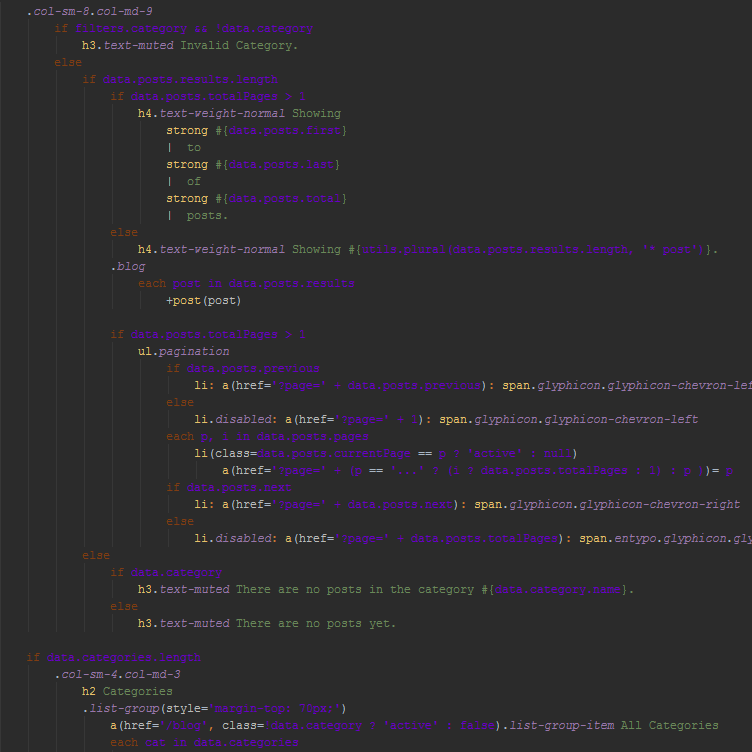 .col-sm-8.col-md-9
if filters.category && !data.category
h3.text-muted Invalid Category.
else
if data.posts.results.length
if data.posts.totalPages > 1
h4.text-weight-normal Showing
strong #{data.posts.first}
| to
strong #{data.posts.last}
| of
strong #{data.posts.total}
| posts.
else
h4.text-weight-normal Showing #{utils.plural(data.posts.results.length, '* post')}.
.blog
each post in data.posts.results
+post(post)
if data.posts.totalPages > 1
ul.pagination
if data.posts.previous
li: a(href='?page=' + data.posts.previous): span.glyphicon.glyphicon-chevron-lef
else
li.disabled: a(href='?page=' + 1): span.glyphicon.glyphicon-chevron-left
each p, i in data.posts.pages
li(class=data.posts.currentPage == p ? 'active' : null)
a(href='?page=' + (p == '...' ? (i ? data.posts.totalPages : 1) : p ))= p
if data.posts.next
li: a(href='?page=' + data.posts.next): span.glyphicon.glyphicon-chevron-right
else
li.disabled: a(href='?page=' + data.posts.totalPages): span.entypo.glyphicon.gly
else
if data.category
h3.text-muted There are no posts in the category #{data.category.name}.
else
h3.text-muted There are no posts yet.
if data.categories.length
.col-sm-4.col-md-3
h2 Categories
.list-group(style='margin-top: 70px;')
a(href='/blog', class=!data.category ? 'active' : false).list-group-item All Categories
each cat in data.categories